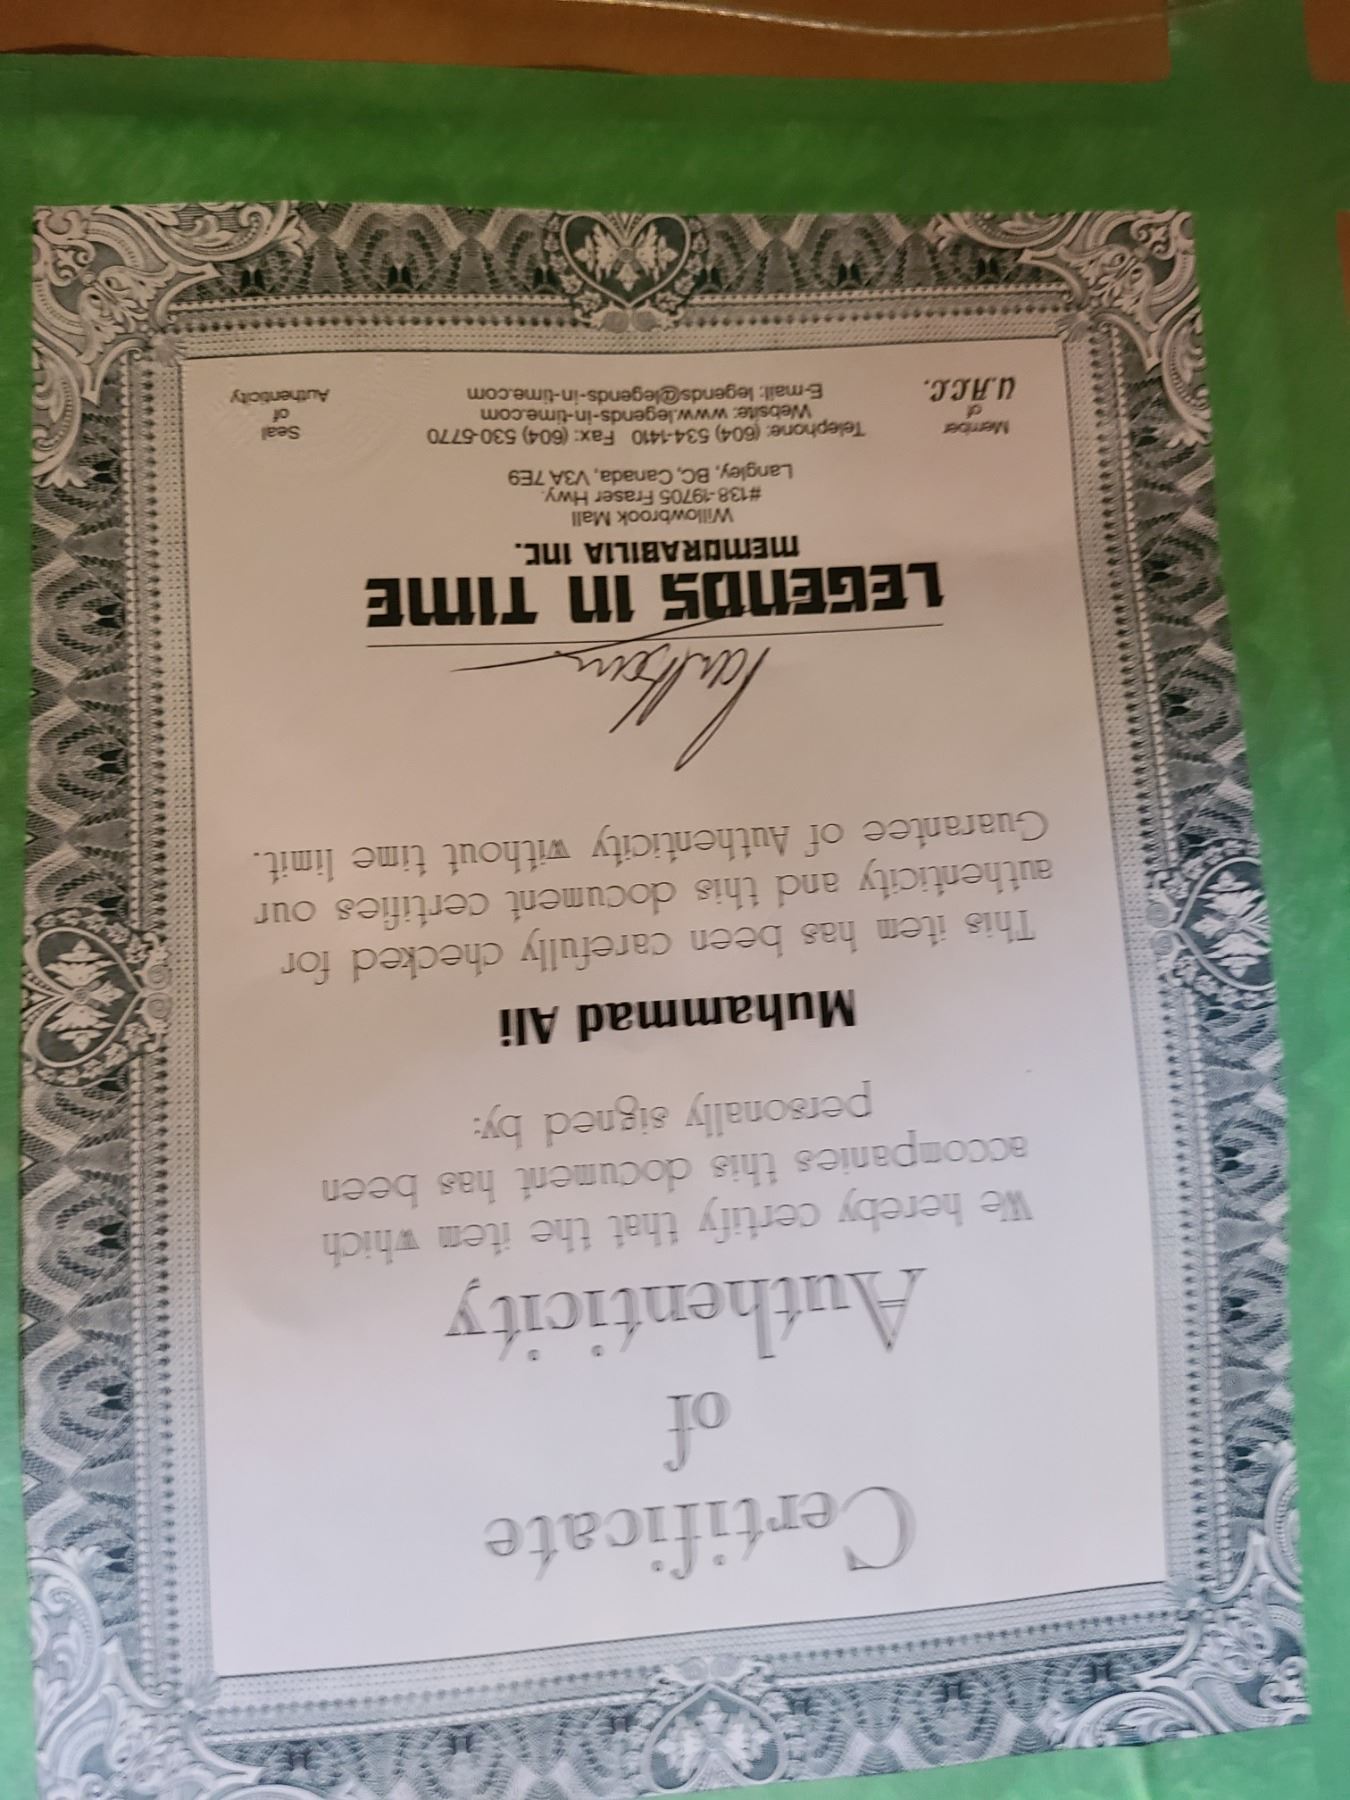 Certificate
of
Authenticity
We hereby certify that the item which
accompanies this document has been
personally signed by:
Muhammad Ali
This item has been carefully checked for
authenticity and this document certifies our
Guarantee of Authenticity without time limit.
LEGENDS IN TIME
MEMORABILIA INC.
Willowbrook Mall
#138-19705 Fraser Hwy.
Langley, BC, Canada, V3A 7E9
Telephone: (604) 534-1410 Fax: (604) 530-5770
Website: www.legends-in-time.com
E-mail: legends@legends-in-time.com
Member
of
U.A.C.C.
Seal
of
Authenticity